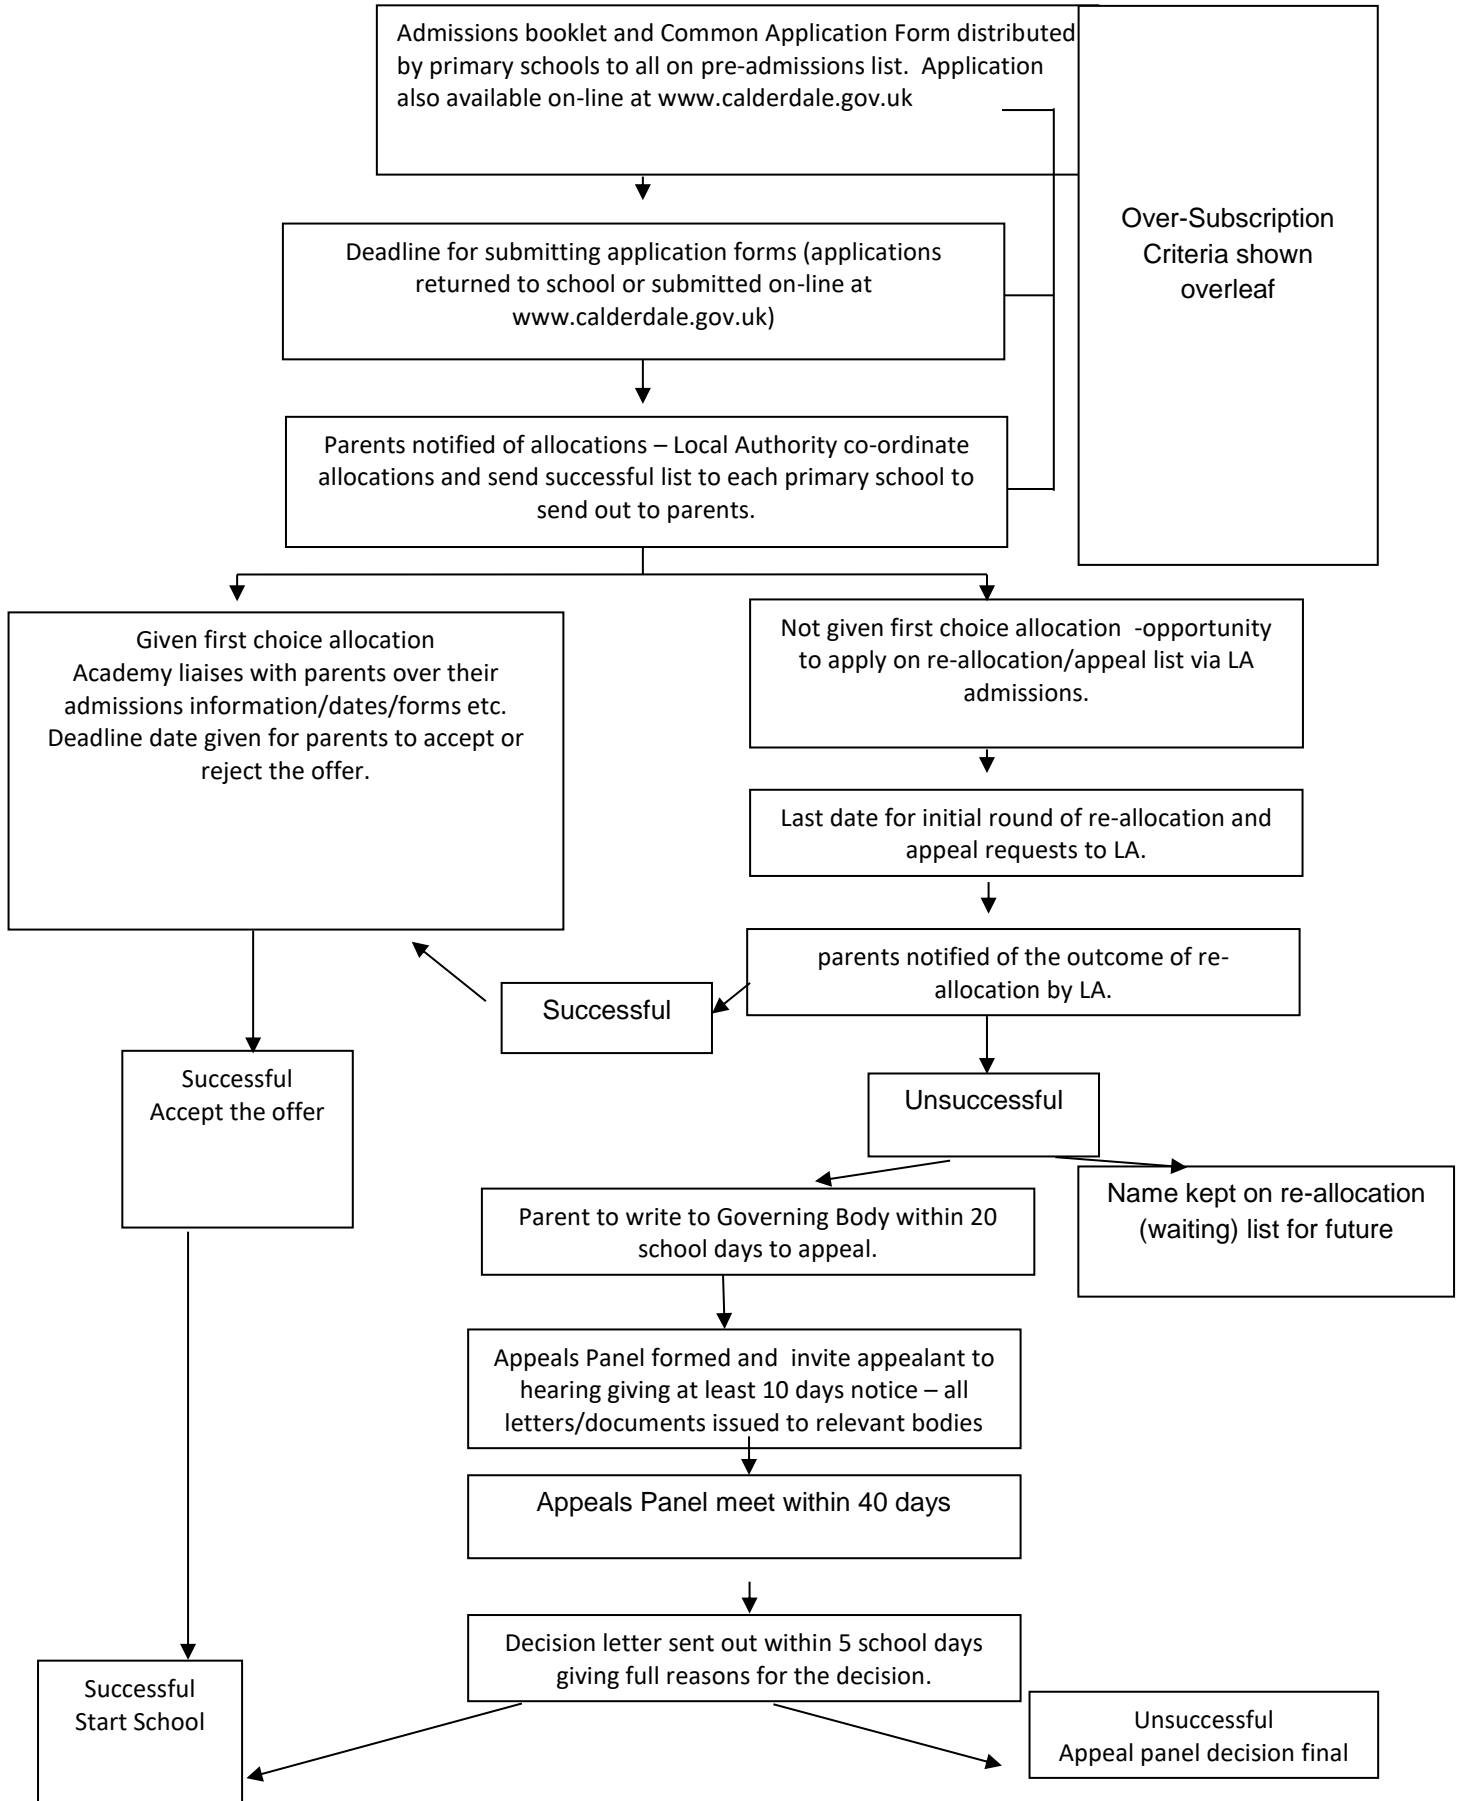 Admissions booklet and Common Application Form distributed
by primary schools to all on pre-admissions list.  Application
also available on-line at www.calderdale.gov.uk
Over-Subscription
Criteria shown
overleaf
Deadline for submitting application forms (applications
returned to school or submitted on-line at
www.calderdale.gov.uk)
Parents notified of allocations – Local Authority co-ordinate
allocations and send successful list to each primary school to
send out to parents.
Given first choice allocation
Academy liaises with parents over their
admissions information/dates/forms etc.
Deadline date given for parents to accept or
reject the offer.
Not given first choice allocation  -opportunity
to apply on re-allocation/appeal list via LA
admissions.
Last date for initial round of re-allocation and
appeal requests to LA.
parents notified of the outcome of re-
allocation by LA.
Successful
Successful
Accept the offer
Unsuccessful
Name kept on re-allocation
(waiting) list for future
Parent to write to Governing Body within 20
school days to appeal.
Appeals Panel formed and  invite appealant to
hearing giving at least 10 days notice – all
letters/documents issued to relevant bodies
Appeals Panel meet within 40 days
Decision letter sent out within 5 school days
giving full reasons for the decision.
Successful
Start School
Unsuccessful
Appeal panel decision final